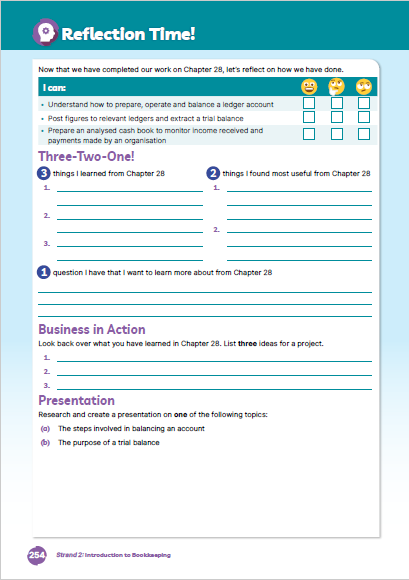 Reflection Time!
Now that we have completed our work on Chapter 28, let's reflect on how we have done.
I can:
• Understand how to prepare, operate and balance a ledger account
• Post figures to relevant ledgers and extract a trial balance
• Prepare an analysed cash book to monitor income received and
payments made by an organisation
Three-Two-One!
3 things I learned from Chapter 28
1.
2.
3.
2 things I found most useful from Chapter 28
1.
2.
1 question I have that I want to learn more about from Chapter 28
Business in Action
Look back over what you have learned in Chapter 28. List three ideas for a project.
1.
2.
3.
Presentation
Research and create a presentation on one of the following topics:
(a) The steps involved in balancing an account
(b) The purpose of a trial balance
254 Strand 2: Introduction to Bookkeeping